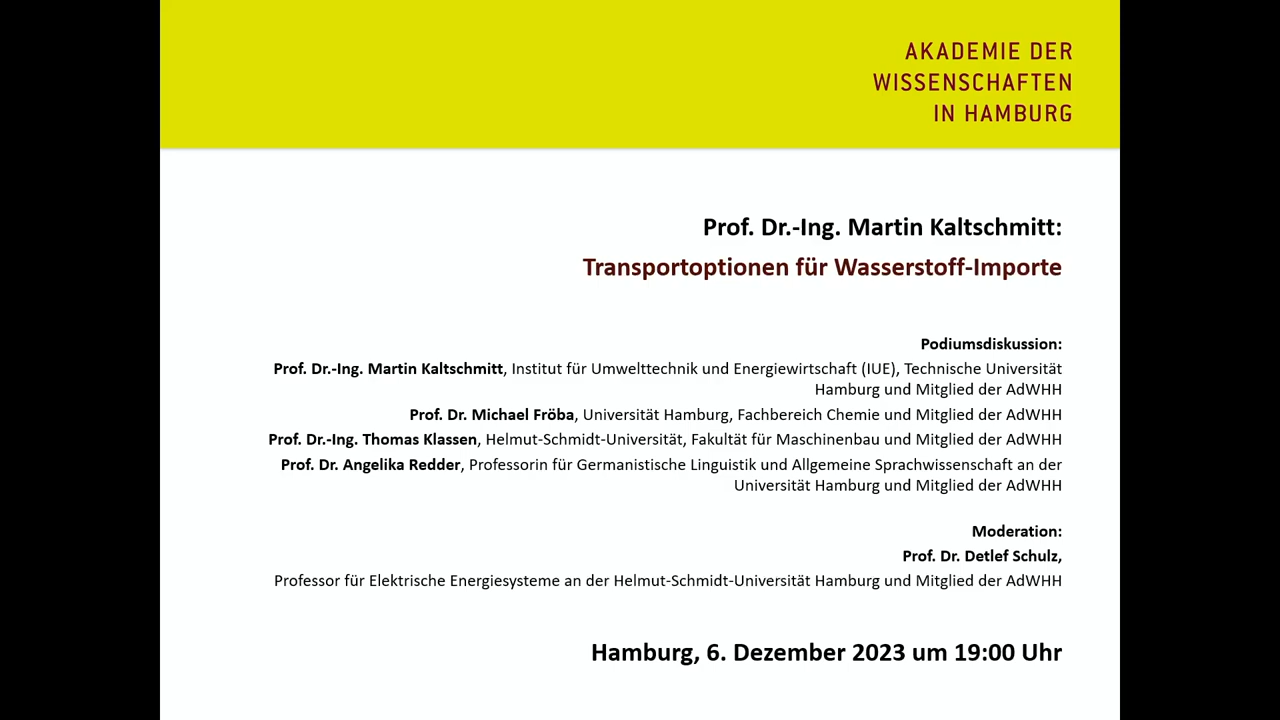 AKADEMIE DER
WISSENSCHAFTEN
IN HAMBURG
Prof. Dr.-Ing. Martin Kaltschmitt:
Transportoptionen für Wasserstoff-Importe
Podiumsdiskussion:
Prof. Dr.-Ing. Martin Kaltschmitt, Institut für Umwelttechnik und Energiewirtschaft (IUE), Technische Universität
Hamburg und Mitglied der AdWHH
Prof. Dr. Michael Fröba, Universität Hamburg, Fachbereich Chemie und Mitglied der AdWHH
Prof. Dr.-Ing. Thomas Klassen, Helmut-Schmidt-Universität, Fakultät für Maschinenbau und Mitglied der AdWHH
Prof. Dr. Angelika Redder, Professorin für Germanistische Linguistik und Allgemeine Sprachwissenschaft an der
Universität Hamburg und Mitglied der AdWHH
Moderation:
Prof. Dr. Detlef Schulz,
Professor für Elektrische Energiesysteme an der Helmut-Schmidt-Universität Hamburg und Mitglied der AdWHH
Hamburg, 6. Dezember 2023 um 19:00 Uhr